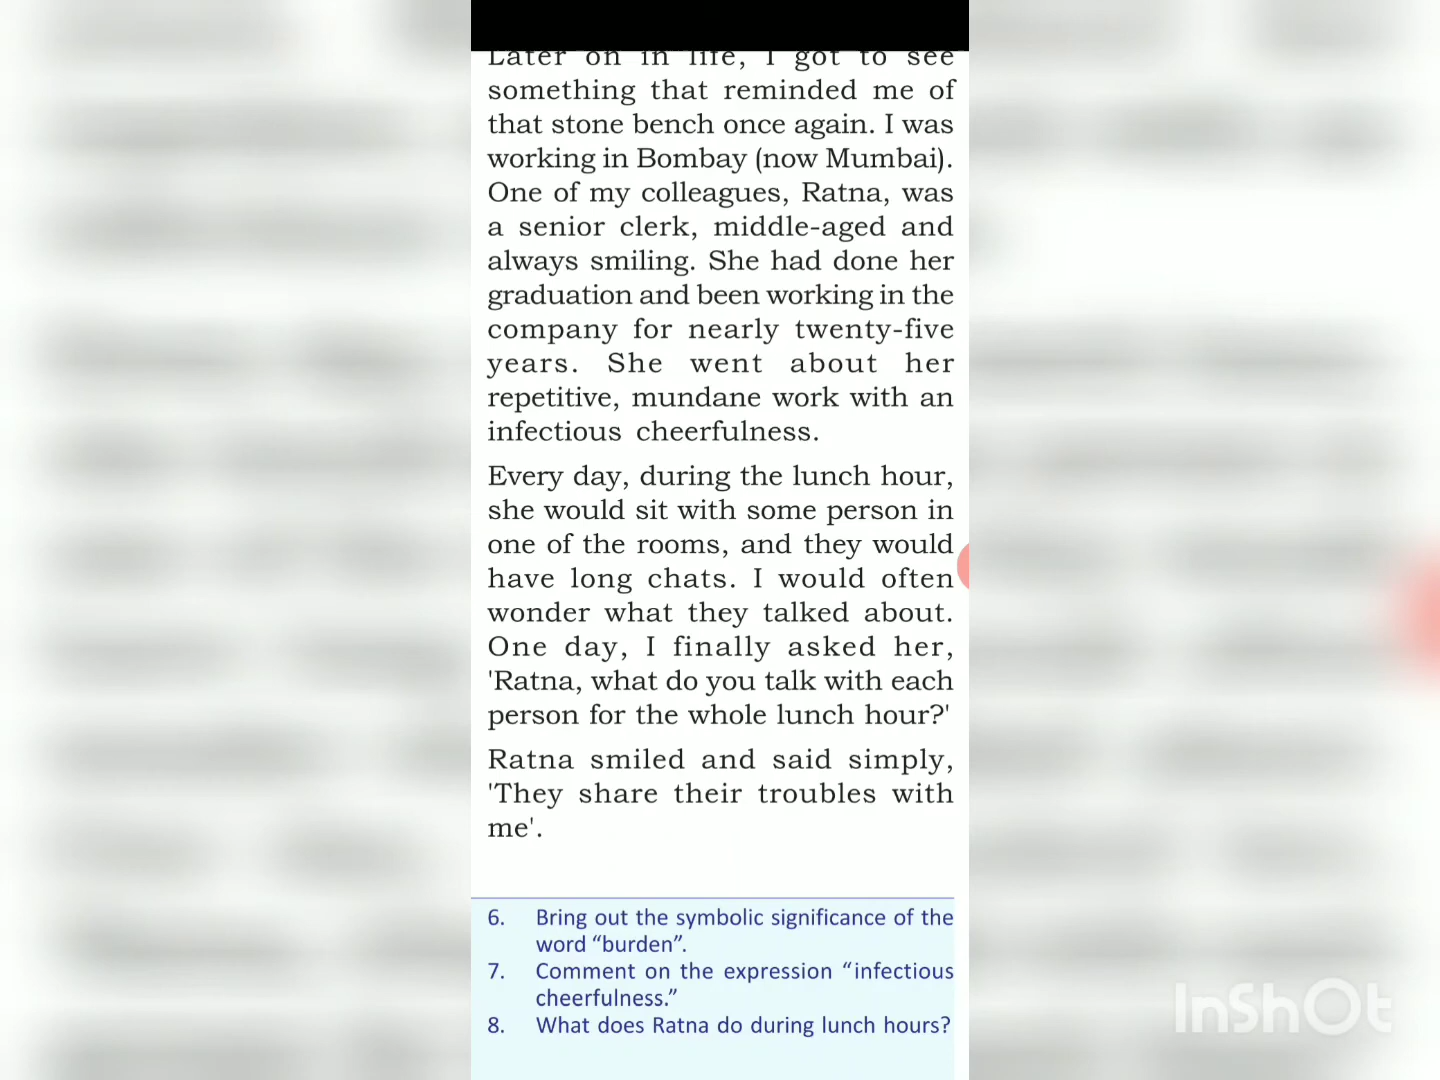 Later on in life, I got to see
something that reminded me of
that stone bench once again. I was
working in Bombay (now Mumbai).
One of my colleagues, Ratna, was
a senior clerk, middle-aged and
always smiling. She had done her
graduation and been working in the
company for nearly twenty-five
years. She went about her
repetitive, mundane work with an
infectious cheerfulness.
Every day, during the lunch hour,
she would sit with some person in
one of the rooms, and they would
have long chats. I would often
wonder what they talked about.
One day, I finally asked her,
'Ratna, what do you talk with each
person for the whole lunch hour?'
Ratna smiled and said simply,
'They share their troubles with
me'.
6. Bring out the symbolic significance of the
word “burden”.
7. Comment on the expression “infectious
cheerfulness.”
8. What does Ratna do during lunch hours?
InShOt